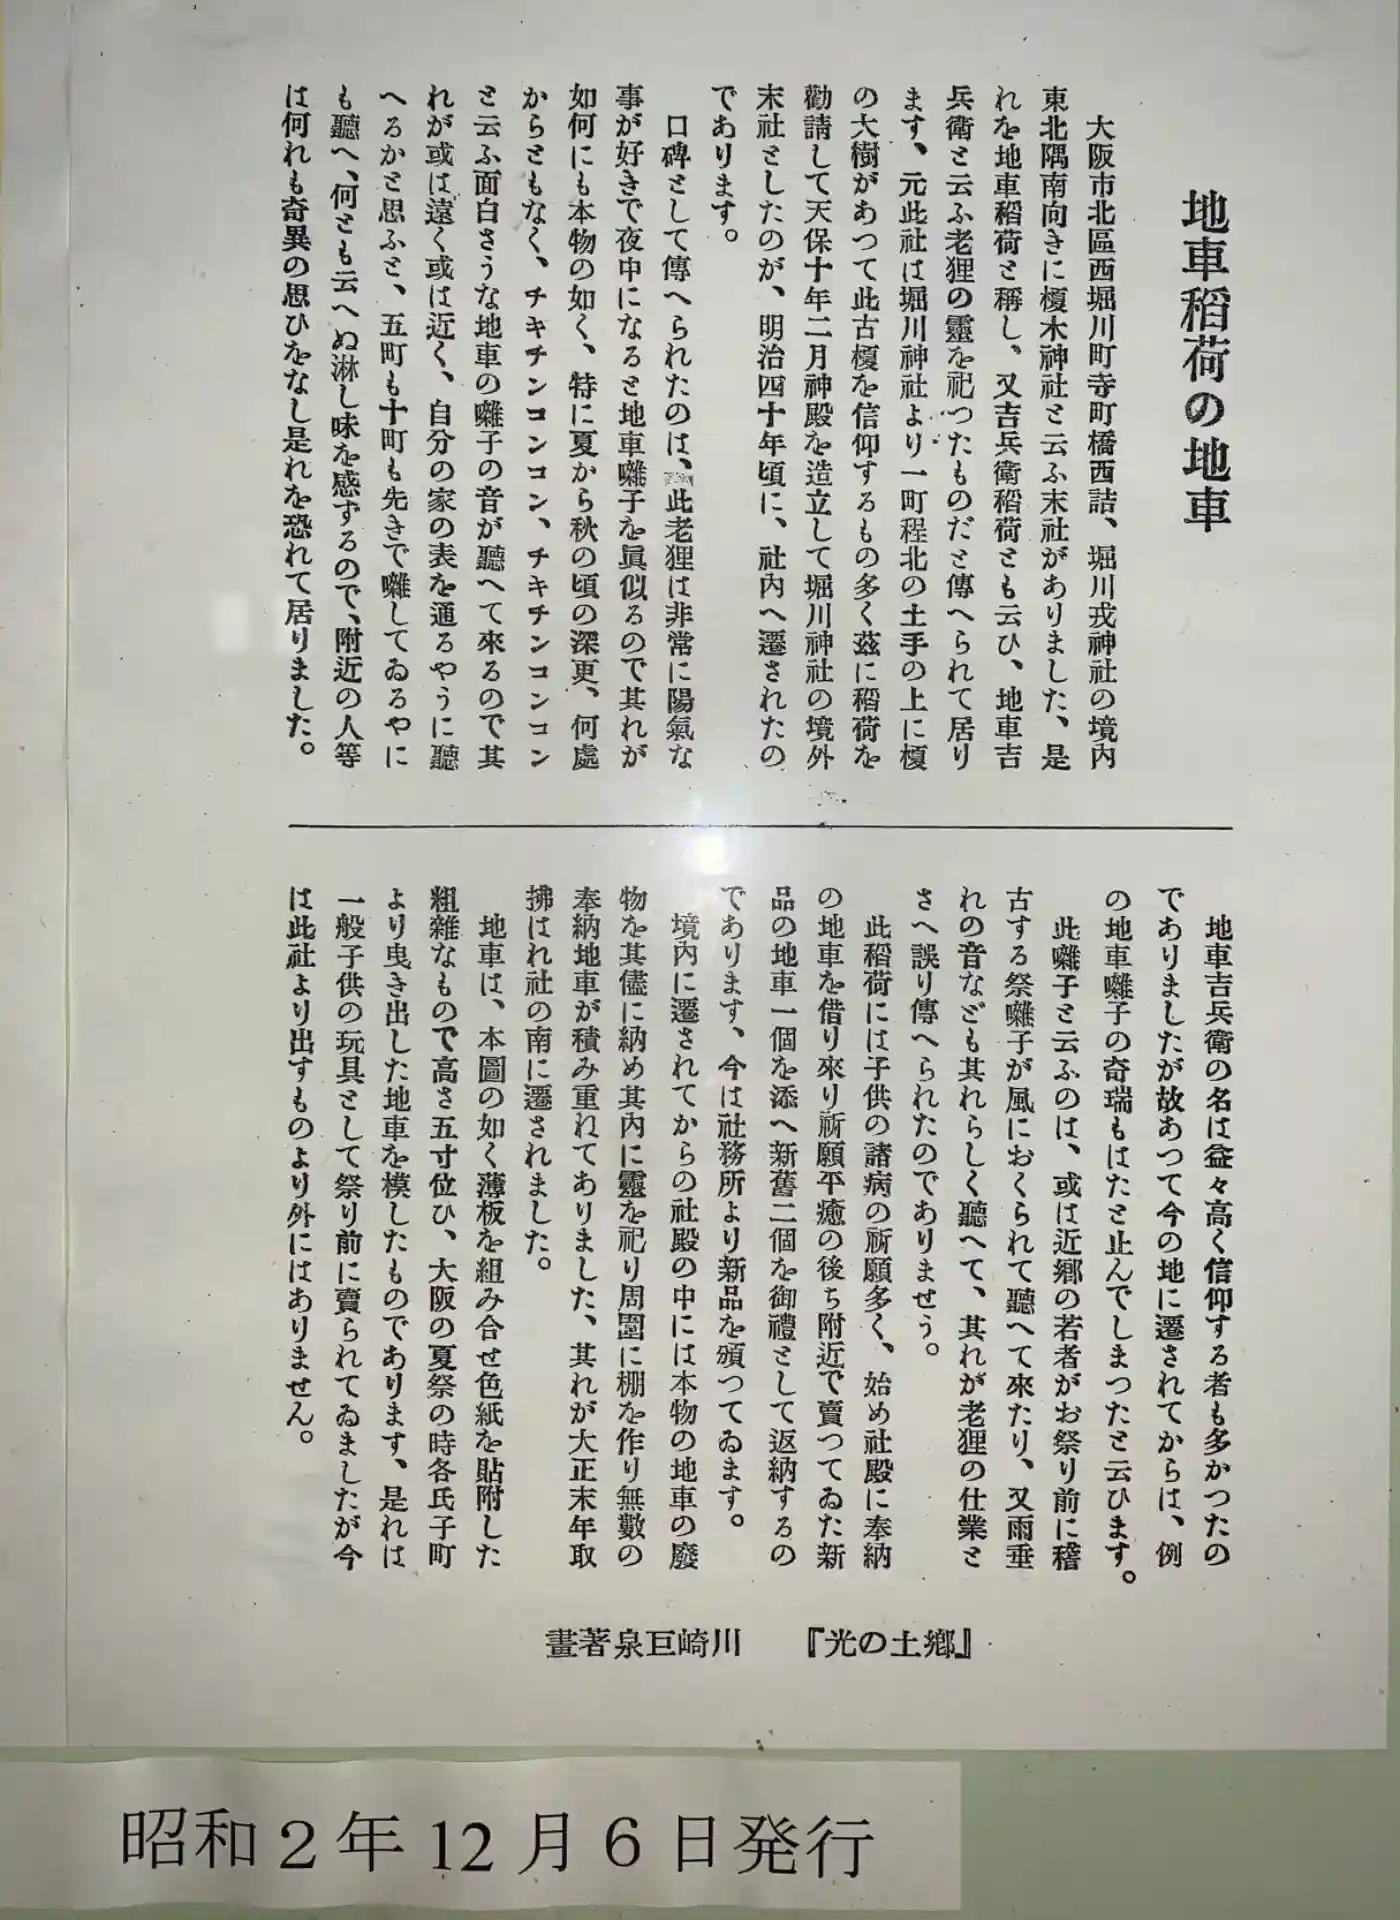 地車稻荷の地車
大阪市北區西堀川町寺町橋西詰、堀川戎神社の境内
東北隅南向きに榎木神社と云ふ末社がありました、是
れを地車稻荷と稱し、又吉兵衛稻荷とも云ひ、地車吉
兵衛と云ふ老狸の靈を祀つたものだと傳へられて居り
ます、元此社は堀川神社より一町程北の土手の上に榎
の大樹があつて此古榎を信仰するもの多く茲に稻荷を
勸請して天保十年二月神殿を造立して堀川神社の境外
末社としたのが、明治四十年頃に、社内へ遷されたの
であります。
口碑として傳へられたのは、此老狸は非常に陽氣な
事が好きで夜中になると地車囃子を眞似るので其れが
如何にも本物の如く、特に夏から秋の頃の深更、何處
からともなく、チキチンコンコン、チキチンコンコン
と云ふ面白さうな地車の囃子の音が聽へて來るので其
れが或は遠く或は近く、自分の家の表を通るやうに聽
へるかと思ふと、五町も十町も先きで囃してゐるやに
も聽へ、何とも云へぬ淋し味を感ずるので、附近の人等
は何れも奇異の思ひをなし是れを恐れて居りました。
地車吉兵衛の名は益々高く信仰する者も多かつたの
でありましたが故あつて今の地に遷されてからは、例
の地車囃子の奇瑞もはたと止んでしまつたと云ひます。
此囃子と云ふのは、或は近郷の若者がお祭り前に稽
古する祭囃子が風におくられて聽へて來たり、又雨垂
れの音なども其れらしく聽へて、其れが老狸の仕業と
さへ誤り傳へられたのでありませう。
此稻荷には子供の諸病の祈願多く、始め社殿に奉納
の地車を借り來り祈願平癒の後ち附近で賣つてゐた新
品の地車一個を添へ新舊二個を御禮として返納するの
であります、今は社務所より新品を頒つてゐます。
境内に遷されてからの社殿の中には本物の地車の廢
物を其儘に納め其内に靈を祀り周圍に棚を作り無數の
奉納地車が積み重ねてありました、其れが大正末年取
拂はれ社の南に遷されました。
地車は、本圖の如く薄板を組み合せ色紙を貼附した
粗雜なもので高さ五寸位ひ、大阪の夏祭の時各氏子町
より曳き出した地車を模したものであります、是れは
一般子供の玩具として祭り前に賣られてゐましたが今
は此社より出すものより外にはありません。
『郷土の光』　川崎巨泉著畫
昭和２年12月６日発行